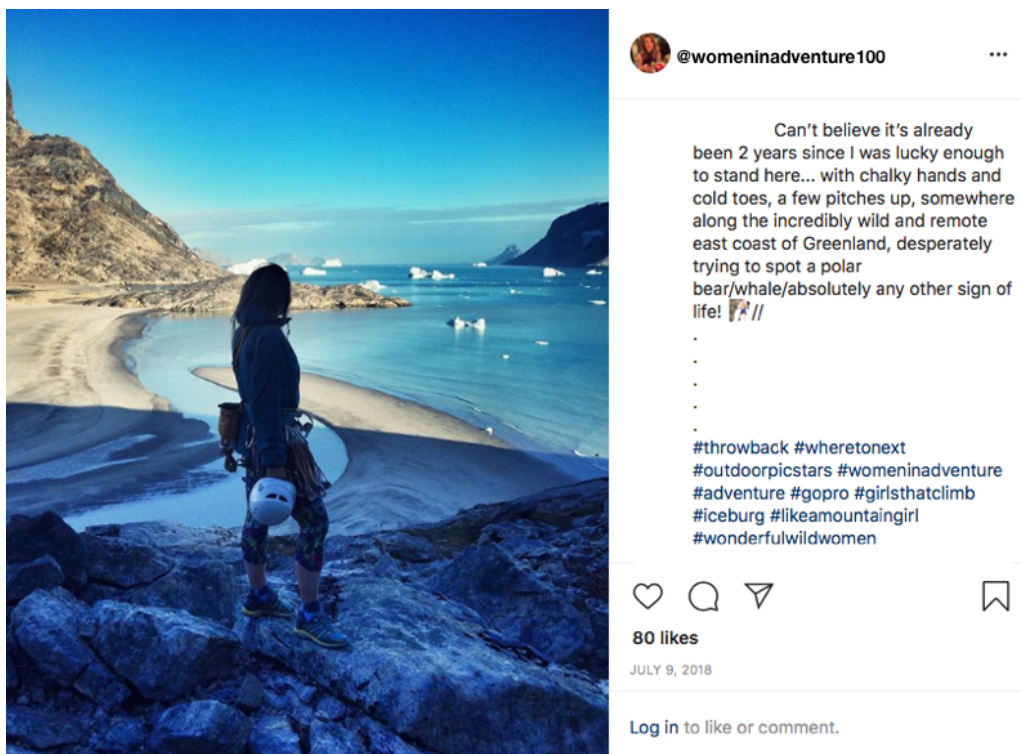 @womeninadventure100
Can't believe it's already
been 2 years since I was lucky enough
to stand here... with chalky hands and
cold toes, a few pitches up, somewhere
along the incredibly wild and remote
east coast of Greenland, desperately
trying to spot a polar
bear/whale/absolutely any other sign of
life! //
.
.
.
.
.
#throwback #wheretonext
#outdoorpicstars #womeninadventure
#adventure #gopro #girlsthatclimb
#iceburg #likeamountaingirl
#wonderfulwildwomen
80 likes
JULY 9, 2018
Log in to like or comment.